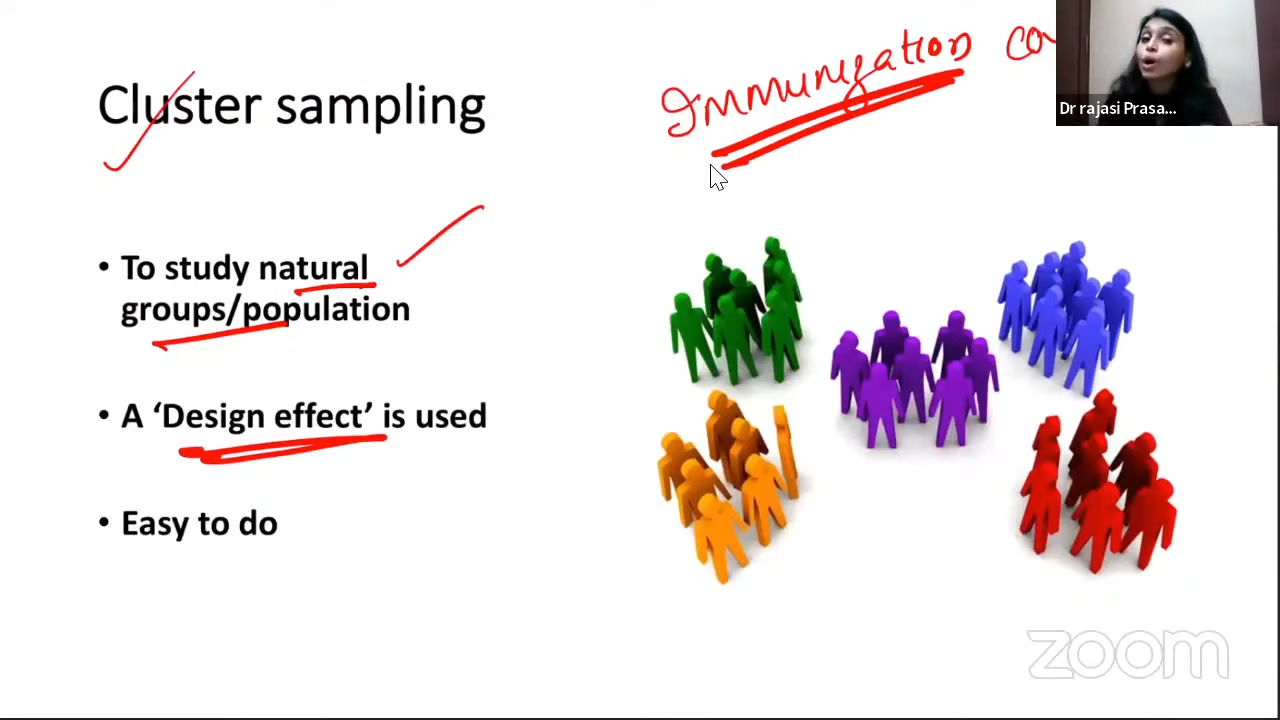 Cluster sampling
Immunization
Dr rajasi Prasa...
• To study natural
groups/population
• A ‘Design effect’ is used
• Easy to do
zoom